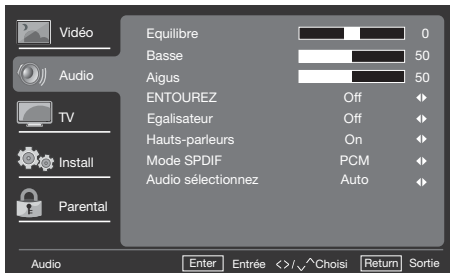 Vidéo
Audio
TV
Install
Parental
Equilibre 0
Basse 50
Aigus 50
ENTOUREZ Off
Egalisateur Off
Hauts-parleurs On
Mode SPDIF PCM
Audio sélectionnez Auto
Audio Enter Entrée <>/⌵^Choisi Return Sortie